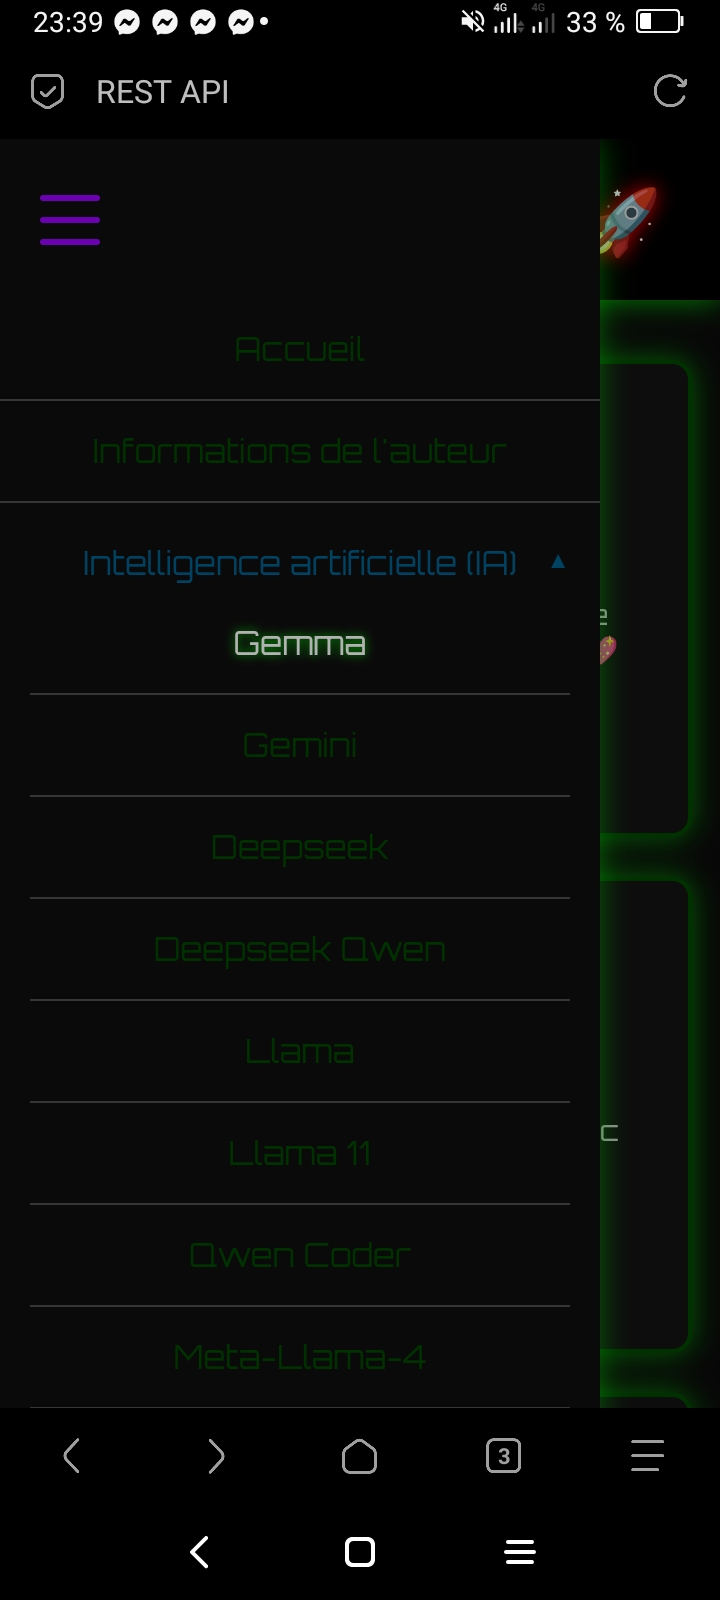 23:39
4G 4G 33 %
REST API
Accueil
Informations de l'auteur
Intelligence artificielle (IA) ▲
Gemma
e
Gemini
Deepseek
Deepseek Qwen
Llama
c
Llama 11
Qwen Coder
Meta-Llama-4
3